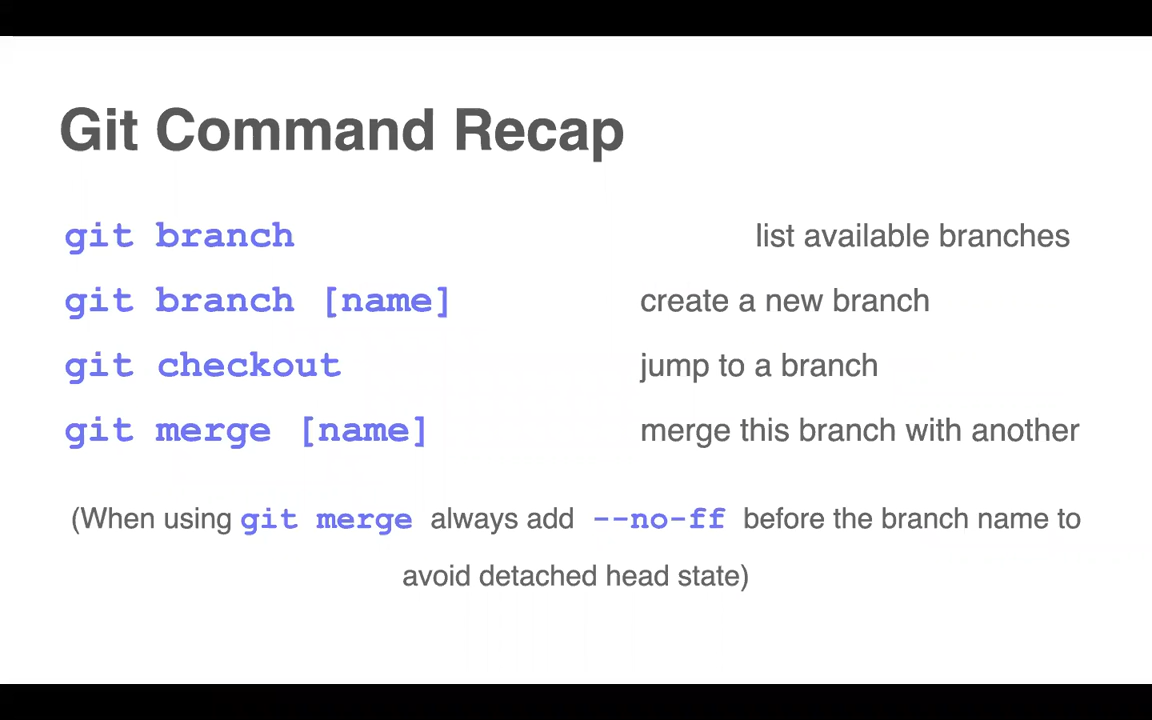 Git Command Recap
git branch list available branches
git branch [name] create a new branch
git checkout jump to a branch
git merge [name] merge this branch with another
(When using git merge always add --no-ff before the branch name to
avoid detached head state)